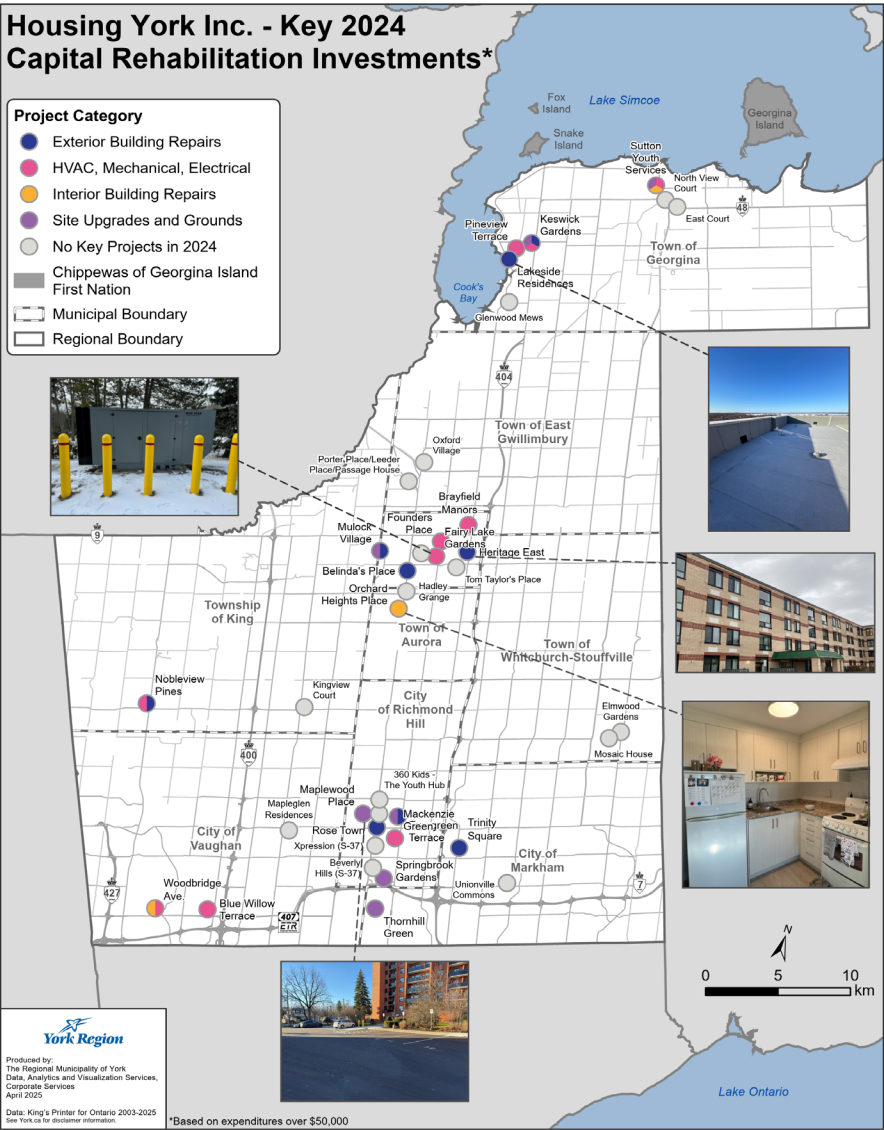 Housing York Inc. - Key 2024
Capital Rehabilitation Investments*
Project Category
Exterior Building Repairs
HVAC, Mechanical, Electrical
Interior Building Repairs
Site Upgrades and Grounds
No Key Projects in 2024
Chippewas of Georgina Island
First Nation
Municipal Boundary
Regional Boundary
Fox
Island
Lake Simcoe
Snake
Island
Georgina
Island
Sutton
Youth
Services
North View
Court
East Court
48
Town of
Georgina
Keswick
Gardens
Pineview
Terrace
Lakeside
Residences
Cook's
Bay
Glenwood Mews
404
Town of East
Gwillimbury
Oxford
Village
Porter Place/Leeder
Place/Passage House
Brayfield
Manors
Founders
Place
Fairy Lake
Gardens
Mulock
Village
Heritage East
9
Belinda's Place
Tom Taylor's Place
Hadley
Grange
Orchard
Heights Place
Township
of King
Town of
Aurora
Town of
Whitchurch-Stouffville
Nobleview
Pines
Kingview
Court
City
of Richmond
Hill
Elmwood
Gardens
Mosaic House
400
360 Kids -
The Youth Hub
Maplewood
Place
Mapleglen
Residences
Mackenzie
Green
Terrace
Rose Town
Trinity
Square
City of
Vaughan
Xpression (S-37)
Beverly
Hills (S-37)
Springbrook
Gardens
City of
Markham
Unionville
Commons
7
427
Woodbridge
Ave.
Blue Willow
Terrace
407
ETR
Thornhill
Green
N
0 5 10
km
York Region
Produced by:
The Regional Municipality of York
Data, Analytics and Visualization Services,
Corporate Services
April 2025
Data: King's Printer for Ontario 2003-2025
See York.ca for disclaimer information.
*Based on expenditures over $50,000
Lake Ontario